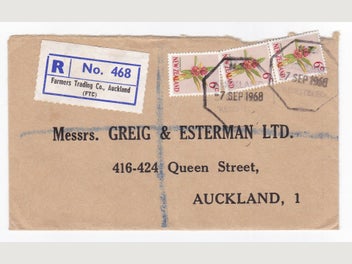 R No. 468
Farmers Trading Co., Auckland
(FTC)
NEW ZEALAND
-7 SEP 1968
-7 SEP 1968
Messrs. GREIG & ESTERMAN LTD.
416-424 Queen Street,
AUCKLAND, 1